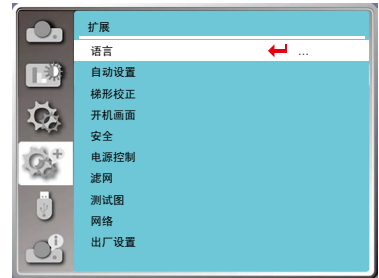 扩展
语言 ...
自动设置
梯形校正
开机画面
安全
电源控制
滤网
测试图
网络
出厂设置